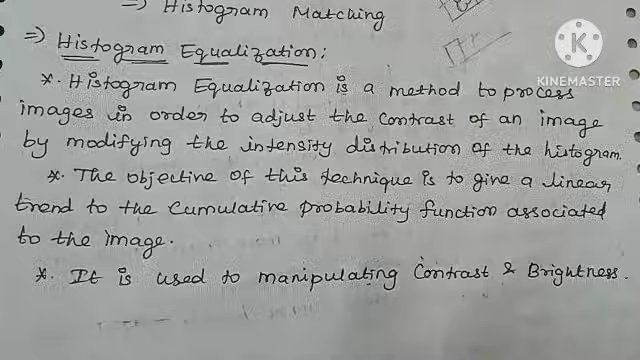 => Histogram Matching
=> Histogram Equalization:
*. Histogram Equalization is a method to process
images in order to adjust the contrast of an image
by modifying the intensity distribution of the histogram.
*. The objective of this technique is to give a linear
trend to the cumulative probability function associated
to the image.
*. It is used to manipulating Contrast & Brightness.
KINEMASTER